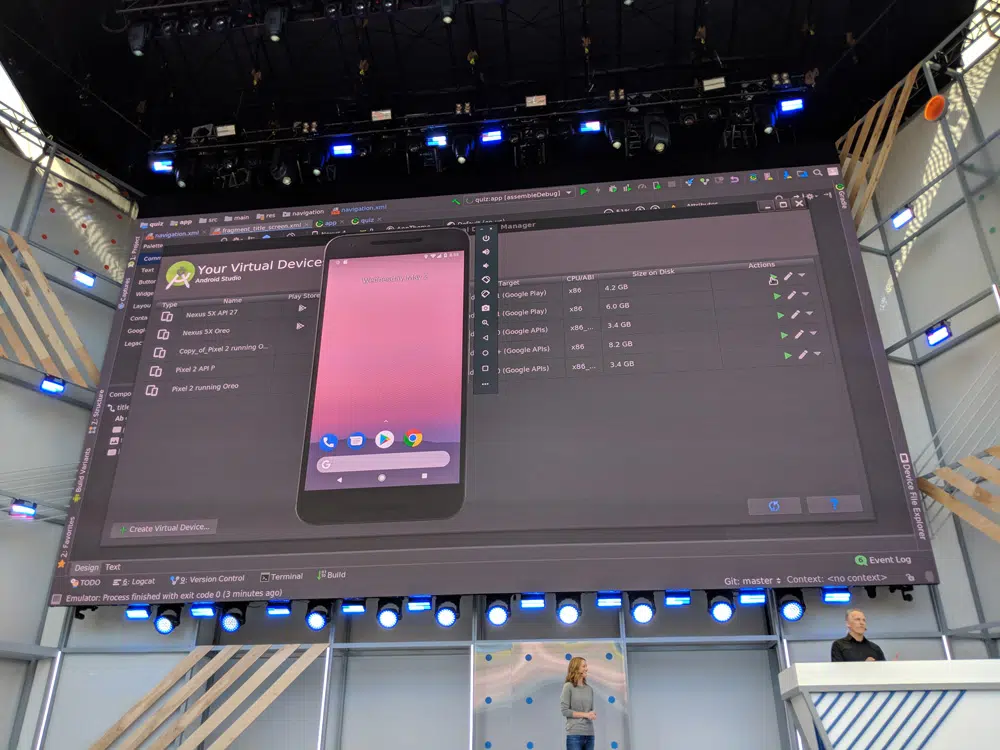 quiz:app [assembleDebug]
quiz app src main res navigation navigation.xml
navigation.xml fragment_title_screen.xml app quiz
1: Project
Captures
Gradle
Palette
Text
Legac
Manager
Your Virtual Device
Android Studio
Type Name Play Store Target CPU/ABI Size on Disk Actions
Nexus 5X API 27 (Google Play) x86 4.2 GB
Nexus 5X Oreo (Google Play) x86 6.0 GB
Copy_of_Pixel 2 running O... (Google APIs) x86_... 3.4 GB
Pixel 2 API P (Google APIs) x86 8.2 GB
Pixel 2 running Oreo (Google APIs) x86_... 3.4 GB
G
Compo
title
Ab
7: Structure
Build Variants
2: Favorites
Device File Explorer
+ Create Virtual Device...
?
Design Text
TODO 6: Logcat 9: Version Control Terminal Build
Event Log
Emulator: Process finished with exit code 0 (3 minutes ago)
Git: master Context: <no context>